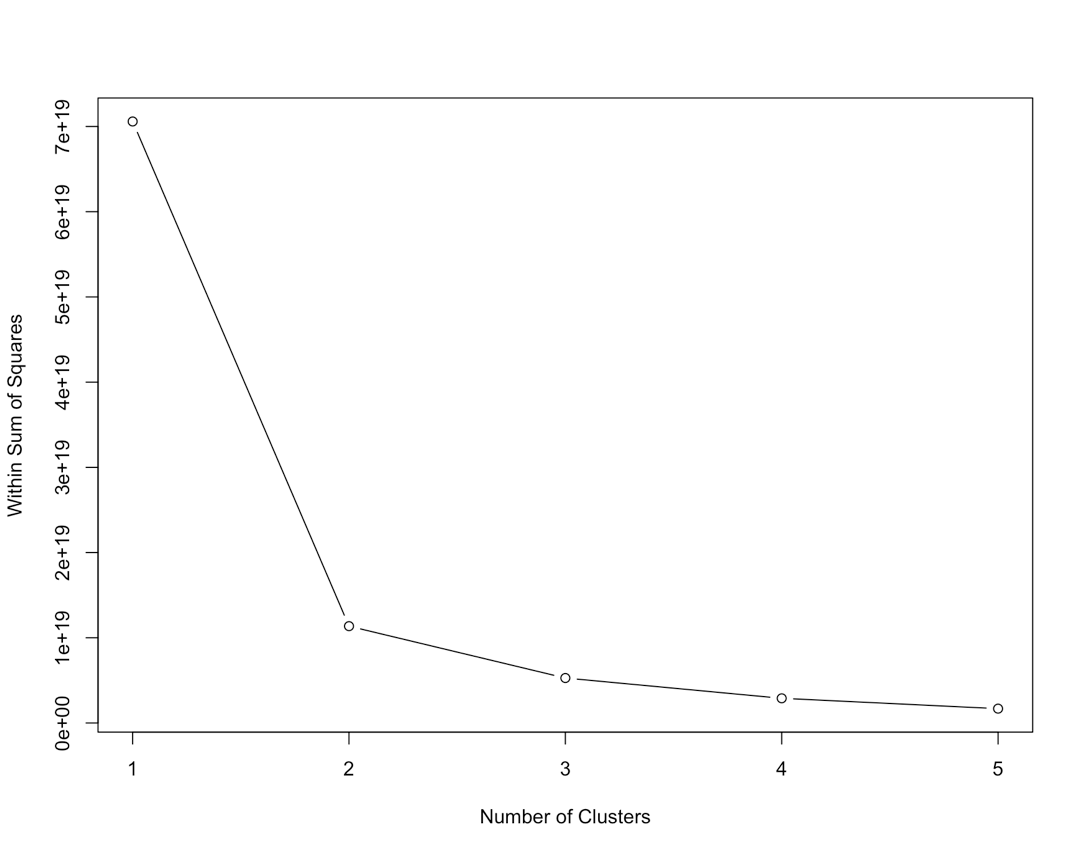 7e+19
6e+19
5e+19
4e+19
3e+19
2e+19
1e+19
0e+00
Within Sum of Squares
1 2 3 4 5
Number of Clusters